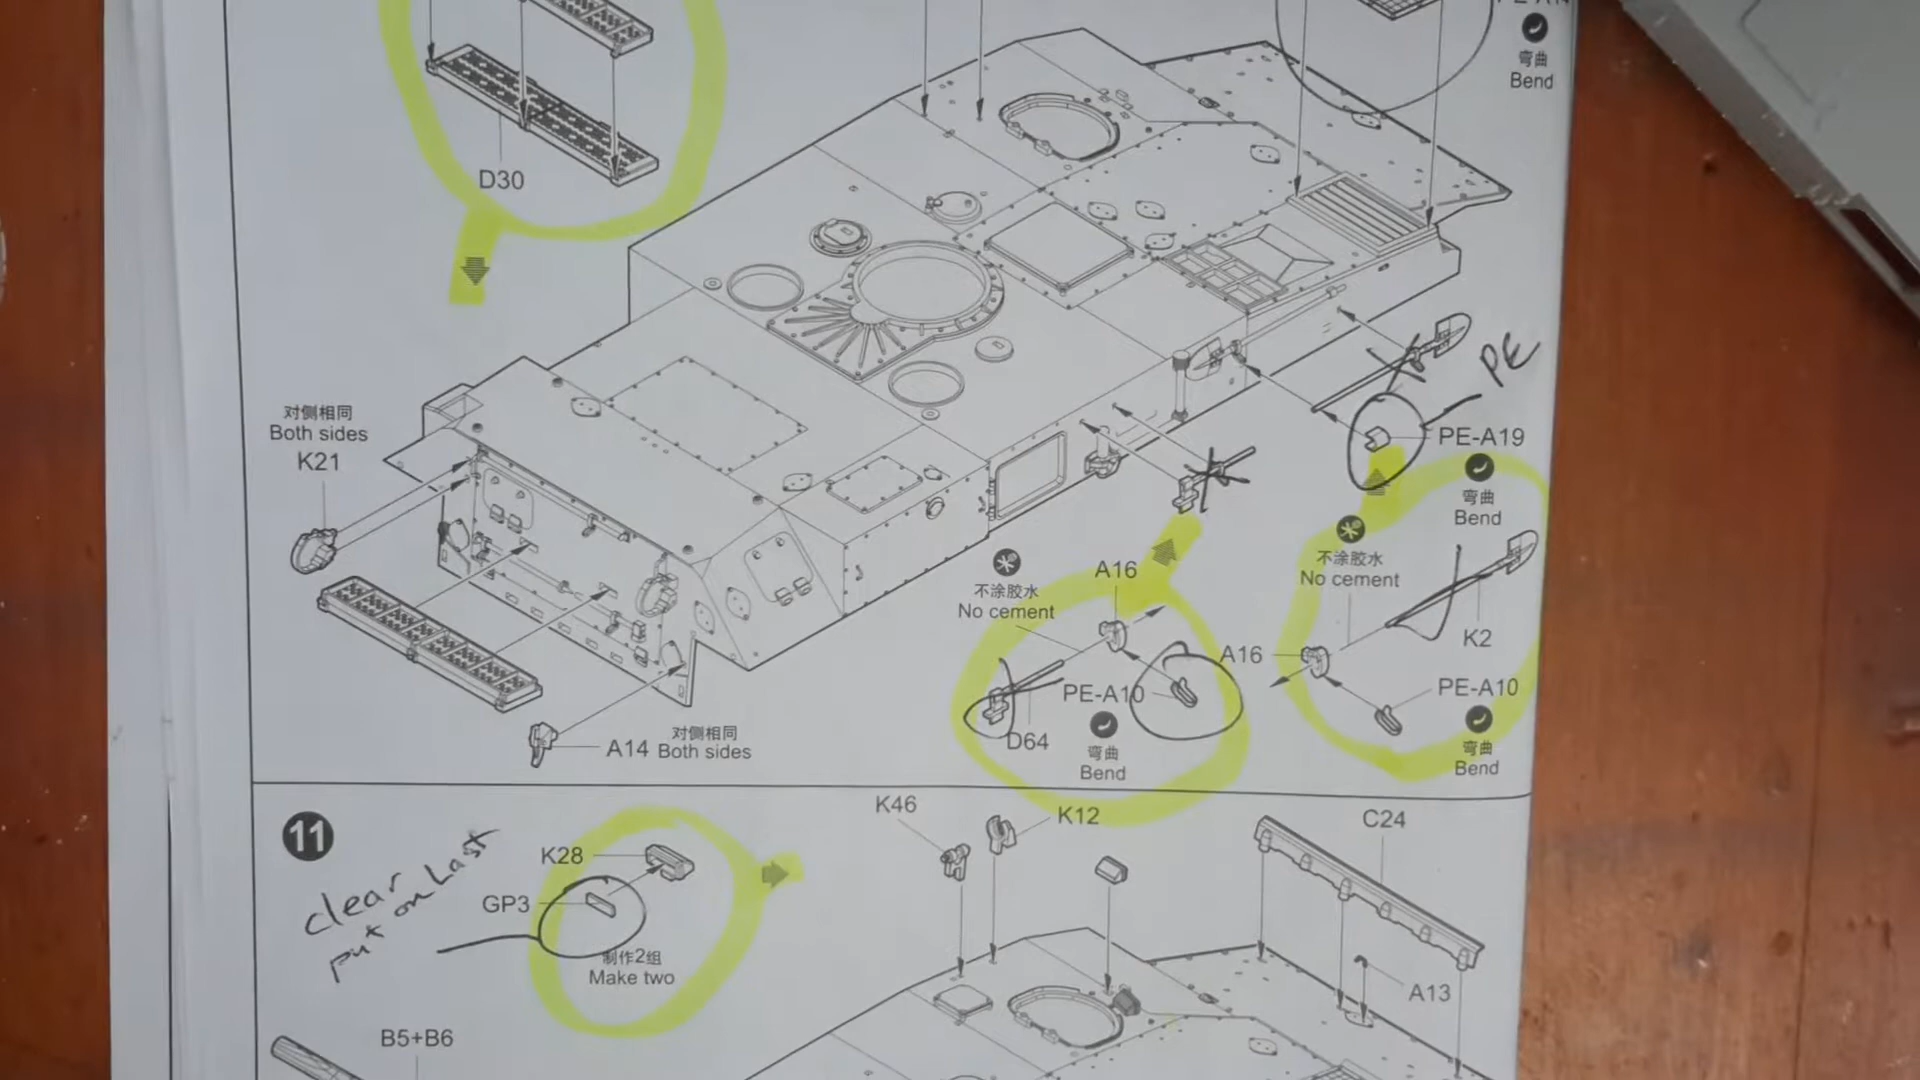 弯曲
Bend
D30
对侧相同
Both sides
K21
PE
PE-A19
弯曲
Bend
不涂胶水
No cement
A16
不涂胶水
No cement
K2
A16
PE-A10
PE-A10
弯曲
Bend
D64
弯曲
Bend
A14
对侧相同
Both sides
11
clear
put on Last
K28
GP3
制作2组
Make two
K46
K12
C24
A13
B5+B6